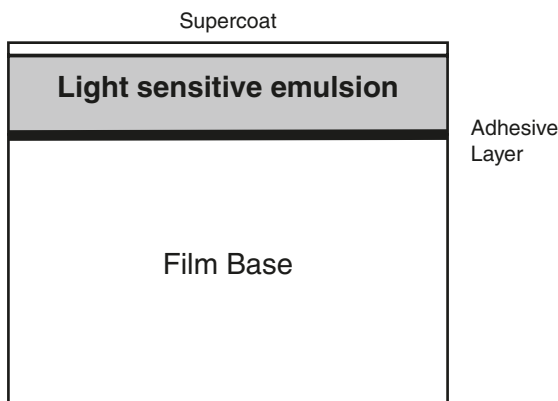 Supercoat
Light sensitive emulsion
Adhesive
Layer
Film Base